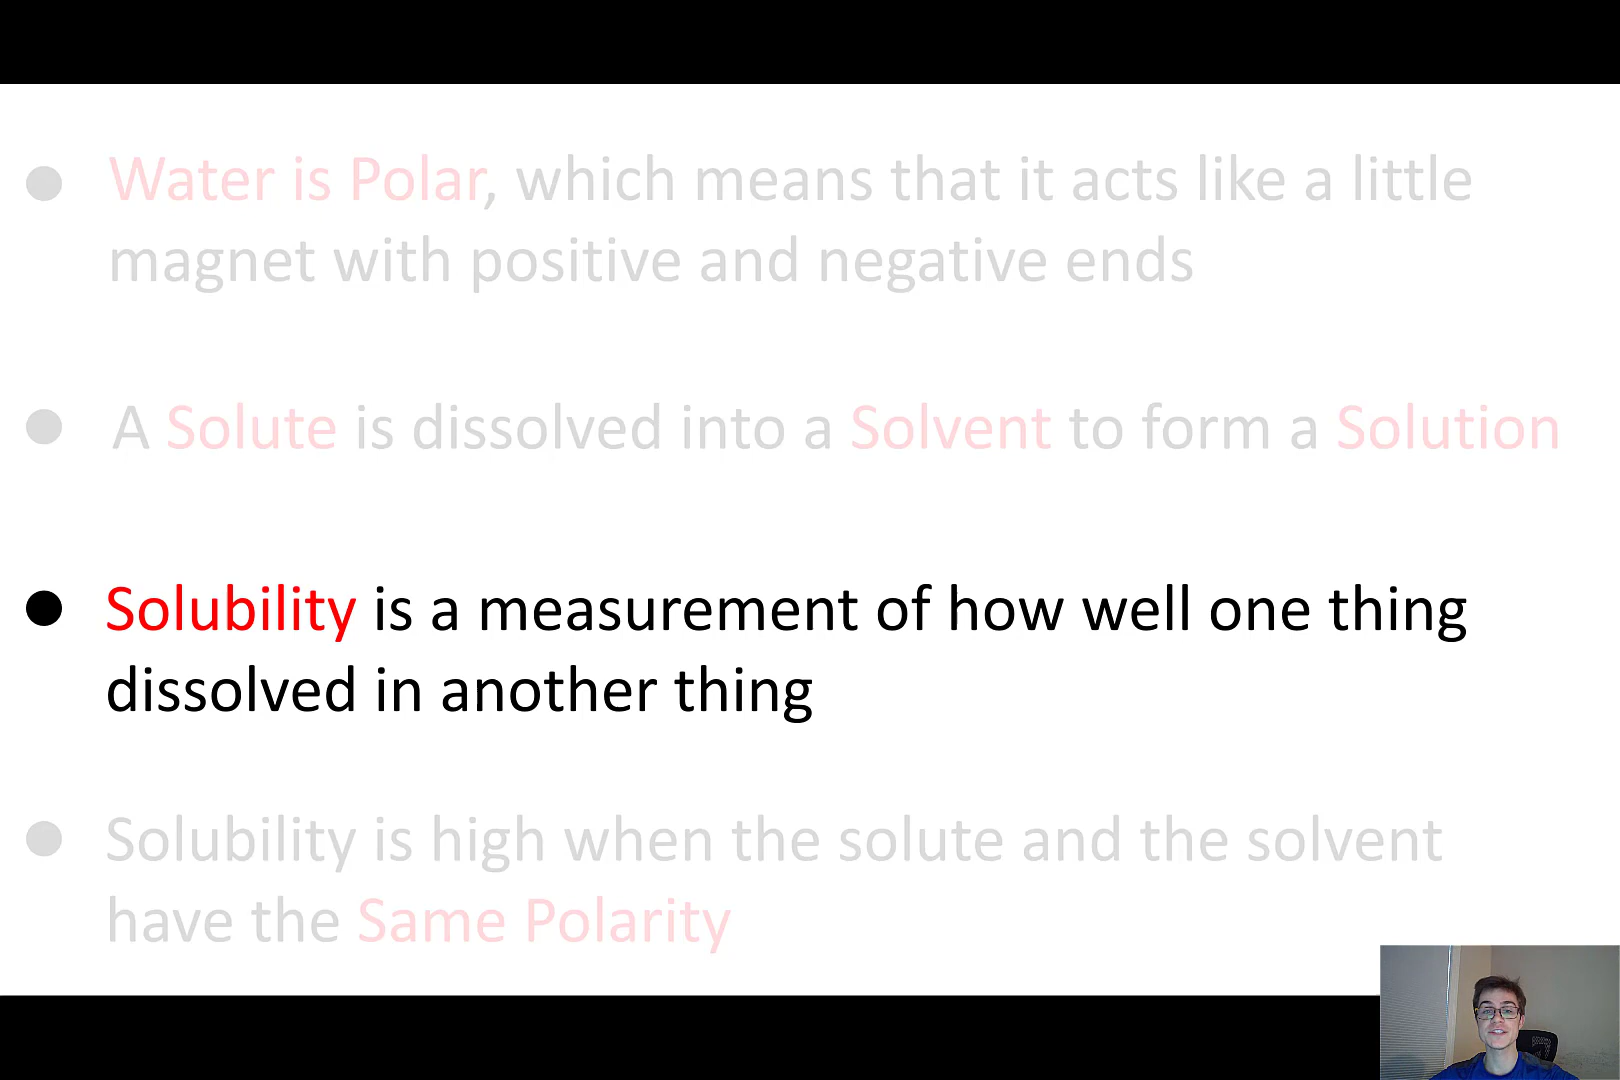 Water is Polar, which means that it acts like a little
magnet with positive and negative ends
A Solute is dissolved into a Solvent to form a Solution
Solubility is a measurement of how well one thing
dissolved in another thing
Solubility is high when the solute and the solvent
have the Same Polarity